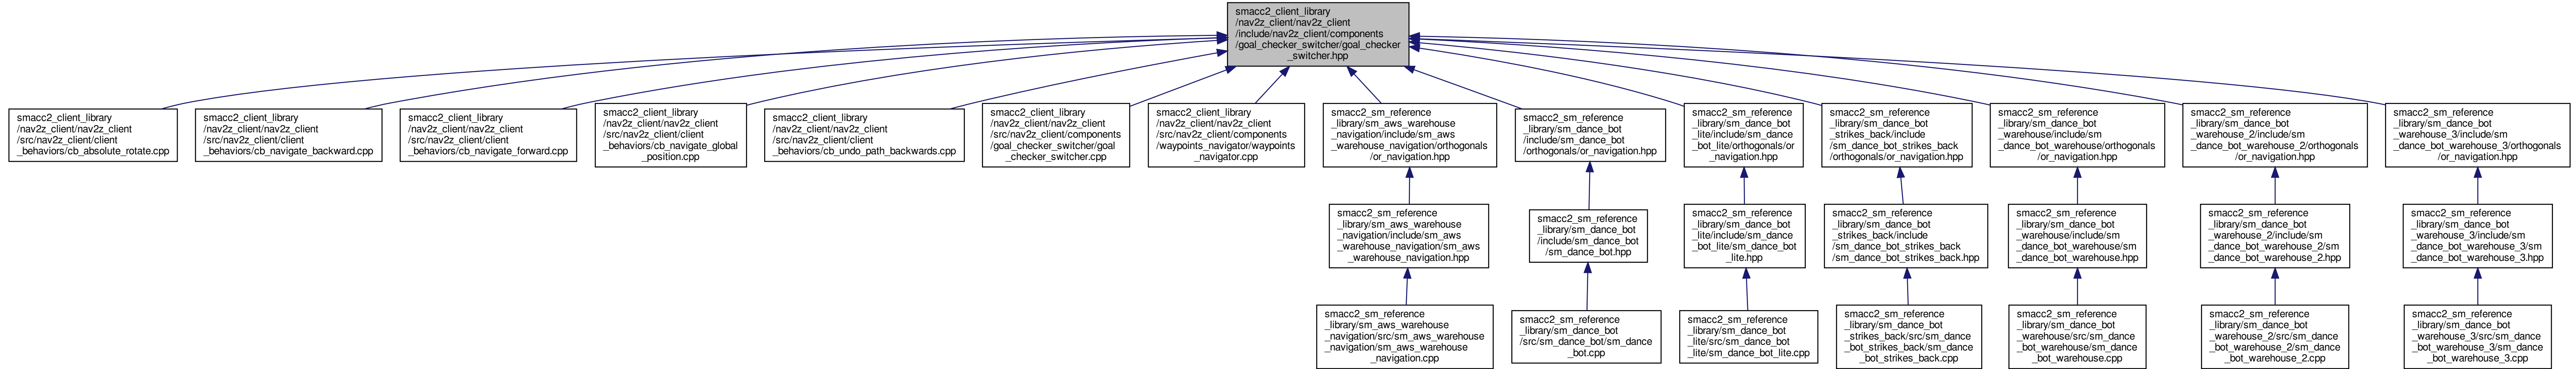 smacc2_client_library
/nav2z_client/nav2z_client
/include/nav2z_client/components
/goal_checker_switcher/goal_checker
_switcher.hpp
smacc2_client_library
/nav2z_client/nav2z_client
/src/nav2z_client/client
_behaviors/cb_absolute_rotate.cpp
smacc2_client_library
/nav2z_client/nav2z_client
/src/nav2z_client/client
_behaviors/cb_navigate_backward.cpp
smacc2_client_library
/nav2z_client/nav2z_client
/src/nav2z_client/client
_behaviors/cb_navigate_forward.cpp
smacc2_client_library
/nav2z_client/nav2z_client
/src/nav2z_client/client
_behaviors/cb_navigate_global
_position.cpp
smacc2_client_library
/nav2z_client/nav2z_client
/src/nav2z_client/client
_behaviors/cb_undo_path_backwards.cpp
smacc2_client_library
/nav2z_client/nav2z_client
/src/nav2z_client/components
/goal_checker_switcher/goal
_checker_switcher.cpp
smacc2_client_library
/nav2z_client/nav2z_client
/src/nav2z_client/components
/waypoints_navigator/waypoints
_navigator.cpp
smacc2_sm_reference
_library/sm_aws_warehouse
_navigation/include/sm_aws
_warehouse_navigation/orthogonals
/or_navigation.hpp
smacc2_sm_reference
_library/sm_dance_bot
/include/sm_dance_bot
/orthogonals/or_navigation.hpp
smacc2_sm_reference
_library/sm_dance_bot
_lite/include/sm_dance
_bot_lite/orthogonals/or
_navigation.hpp
smacc2_sm_reference
_library/sm_dance_bot
_strikes_back/include
/sm_dance_bot_strikes_back
/orthogonals/or_navigation.hpp
smacc2_sm_reference
_library/sm_dance_bot
_warehouse/include/sm
_dance_bot_warehouse/orthogonals
/or_navigation.hpp
smacc2_sm_reference
_library/sm_dance_bot
_warehouse_2/include/sm
_dance_bot_warehouse_2/orthogonals
/or_navigation.hpp
smacc2_sm_reference
_library/sm_dance_bot
_warehouse_3/include/sm
_dance_bot_warehouse_3/orthogonals
/or_navigation.hpp
smacc2_sm_reference
_library/sm_aws_warehouse
_navigation/include/sm_aws
_warehouse_navigation/sm_aws
_warehouse_navigation.hpp
smacc2_sm_reference
_library/sm_dance_bot
/include/sm_dance_bot
/sm_dance_bot.hpp
smacc2_sm_reference
_library/sm_dance_bot
_lite/include/sm_dance
_bot_lite/sm_dance_bot
_lite.hpp
smacc2_sm_reference
_library/sm_dance_bot
_strikes_back/include
/sm_dance_bot_strikes_back
/sm_dance_bot_strikes_back.hpp
smacc2_sm_reference
_library/sm_dance_bot
_warehouse/include/sm
_dance_bot_warehouse/sm
_dance_bot_warehouse.hpp
smacc2_sm_reference
_library/sm_dance_bot
_warehouse_2/include/sm
_dance_bot_warehouse_2/sm
_dance_bot_warehouse_2.hpp
smacc2_sm_reference
_library/sm_dance_bot
_warehouse_3/include/sm
_dance_bot_warehouse_3/sm
_dance_bot_warehouse_3.hpp
smacc2_sm_reference
_library/sm_aws_warehouse
_navigation/src/sm_aws_warehouse
_navigation/sm_aws_warehouse
_navigation.cpp
smacc2_sm_reference
_library/sm_dance_bot
/src/sm_dance_bot/sm_dance
_bot.cpp
smacc2_sm_reference
_library/sm_dance_bot
_lite/src/sm_dance_bot
_lite/sm_dance_bot_lite.cpp
smacc2_sm_reference
_library/sm_dance_bot
_strikes_back/src/sm_dance
_bot_strikes_back/sm_dance
_bot_strikes_back.cpp
smacc2_sm_reference
_library/sm_dance_bot
_warehouse/src/sm_dance
_bot_warehouse/sm_dance
_bot_warehouse.cpp
smacc2_sm_reference
_library/sm_dance_bot
_warehouse_2/src/sm_dance
_bot_warehouse_2/sm_dance
_bot_warehouse_2.cpp
smacc2_sm_reference
_library/sm_dance_bot
_warehouse_3/src/sm_dance
_bot_warehouse_3/sm_dance
_bot_warehouse_3.cpp